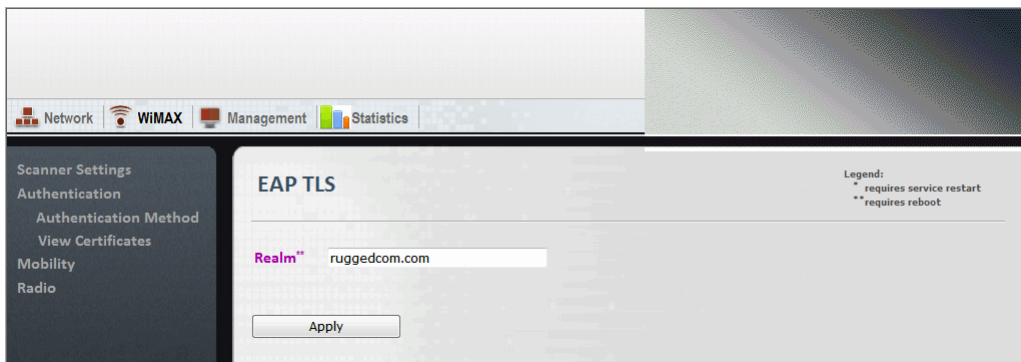 Network WiMAX Management Statistics
Scanner Settings
Authentication
Authentication Method
View Certificates
Mobility
Radio
EAP TLS
Legend:
* requires service restart
** requires reboot
Realm** ruggedcom.com
Apply